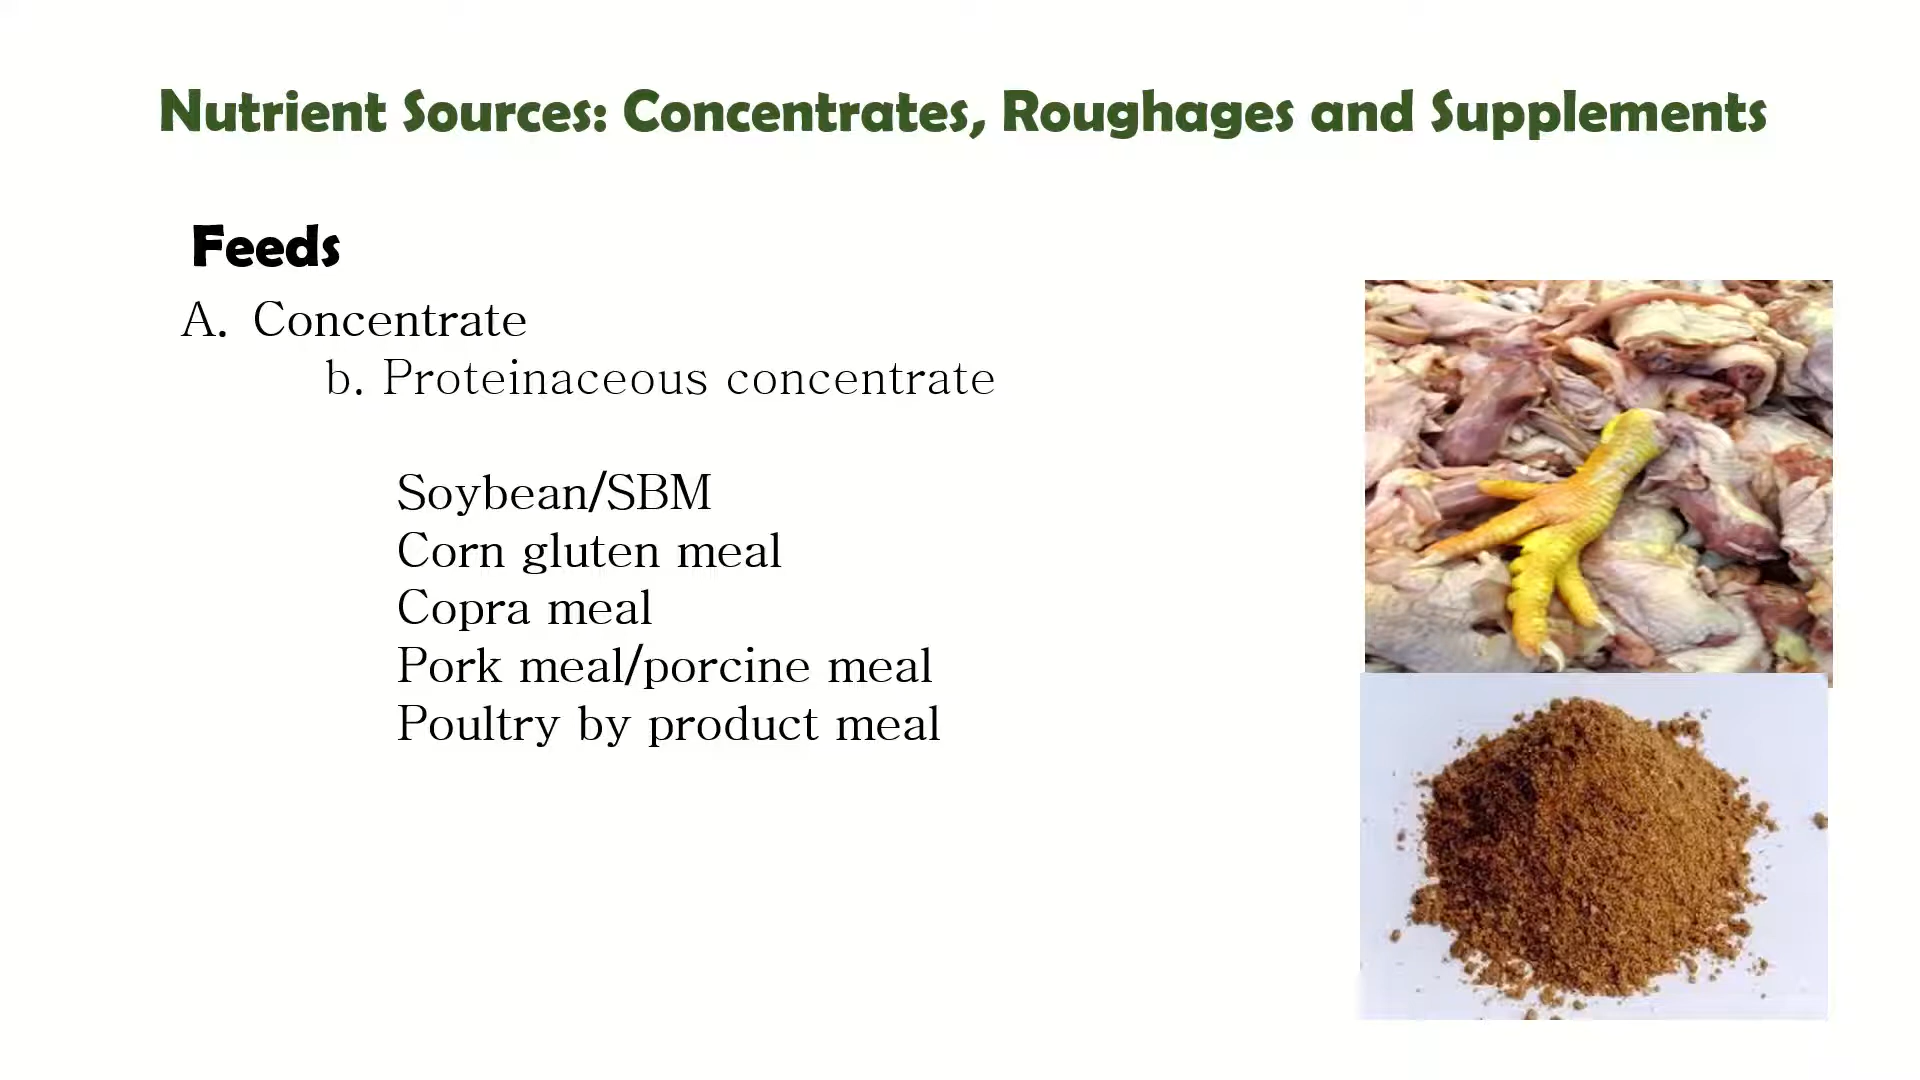 Nutrient Sources: Concentrates, Roughages and Supplements
Feeds
A. Concentrate
b. Proteinaceous concentrate
Soybean/SBM
Corn gluten meal
Copra meal
Pork meal/porcine meal
Poultry by product meal